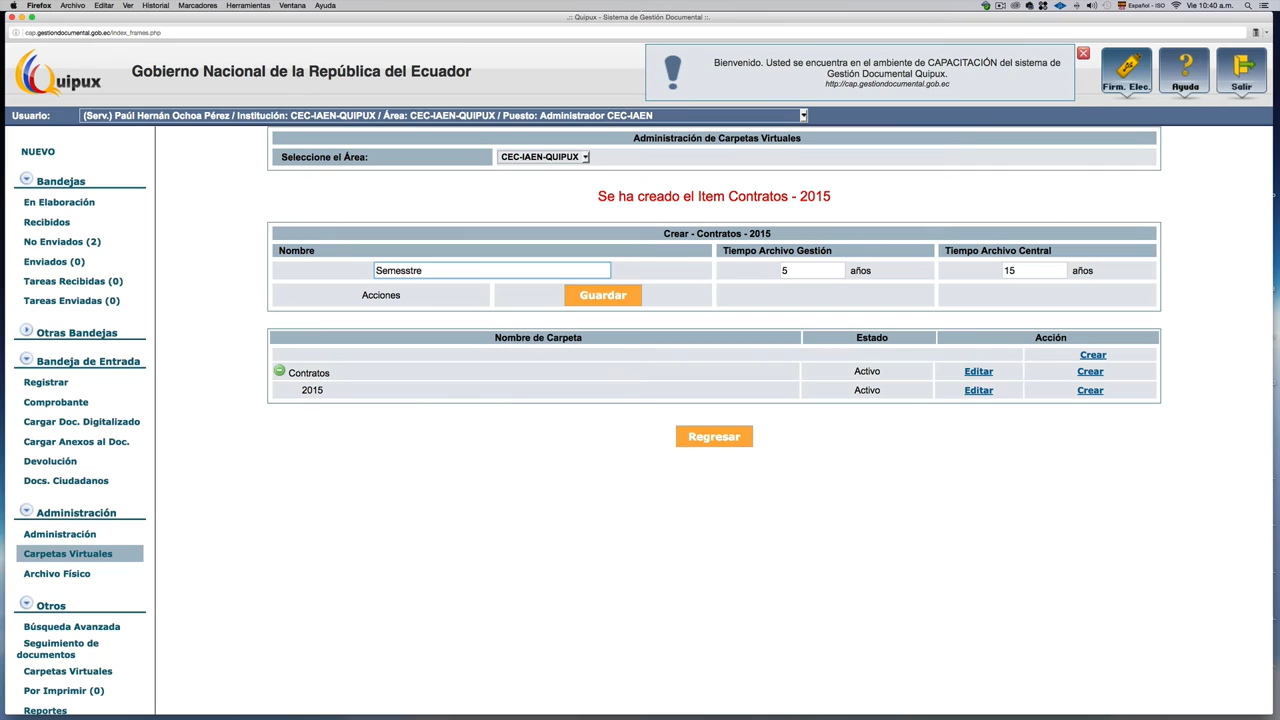 Firefox Archivo Editar Ver Historial Marcadores Herramientas Ventana Ayuda Español - ISO Vie 10:40 a.m.
.:: Quipux - Sistema de Gestión Documental ::.
cap.gestiondocumental.gob.ec/index_frames.php
Quipux
Gobierno Nacional de la República del Ecuador
Bienvenido. Usted se encuentra en el ambiente de CAPACITACIÓN del sistema de
Gestión Documental Quipux.
http://cap.gestiondocumental.gob.ec
Firm. Elec. Ayuda Salir
Usuario: (Serv.) Paúl Hernán Ochoa Pérez / Institución: CEC-IAEN-QUIPUX / Área: CEC-IAEN-QUIPUX / Puesto: Administrador CEC-IAEN
NUEVO
Bandejas
En Elaboración
Recibidos
No Enviados (2)
Enviados (0)
Tareas Recibidas (0)
Tareas Enviadas (0)
Otras Bandejas
Bandeja de Entrada
Registrar
Comprobante
Cargar Doc. Digitalizado
Cargar Anexos al Doc.
Devolución
Docs. Ciudadanos
Administración
Administración
Carpetas Virtuales
Archivo Físico
Otros
Búsqueda Avanzada
Seguimiento de
documentos
Carpetas Virtuales
Por Imprimir (0)
Reportes
Administración de Carpetas Virtuales
Seleccione el Área: CEC-IAEN-QUIPUX
Se ha creado el Item Contratos - 2015
Crear - Contratos - 2015
Nombre Tiempo Archivo Gestión Tiempo Archivo Central
Semesstre 5 años 15 años
Acciones Guardar
Nombre de Carpeta Estado Acción
Crear
Contratos Activo Editar Crear
2015 Activo Editar Crear
Regresar